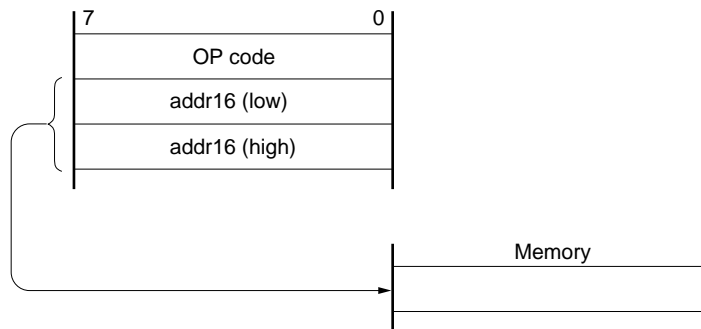 7 0
OP code
addr16 (low)
addr16 (high)
Memory